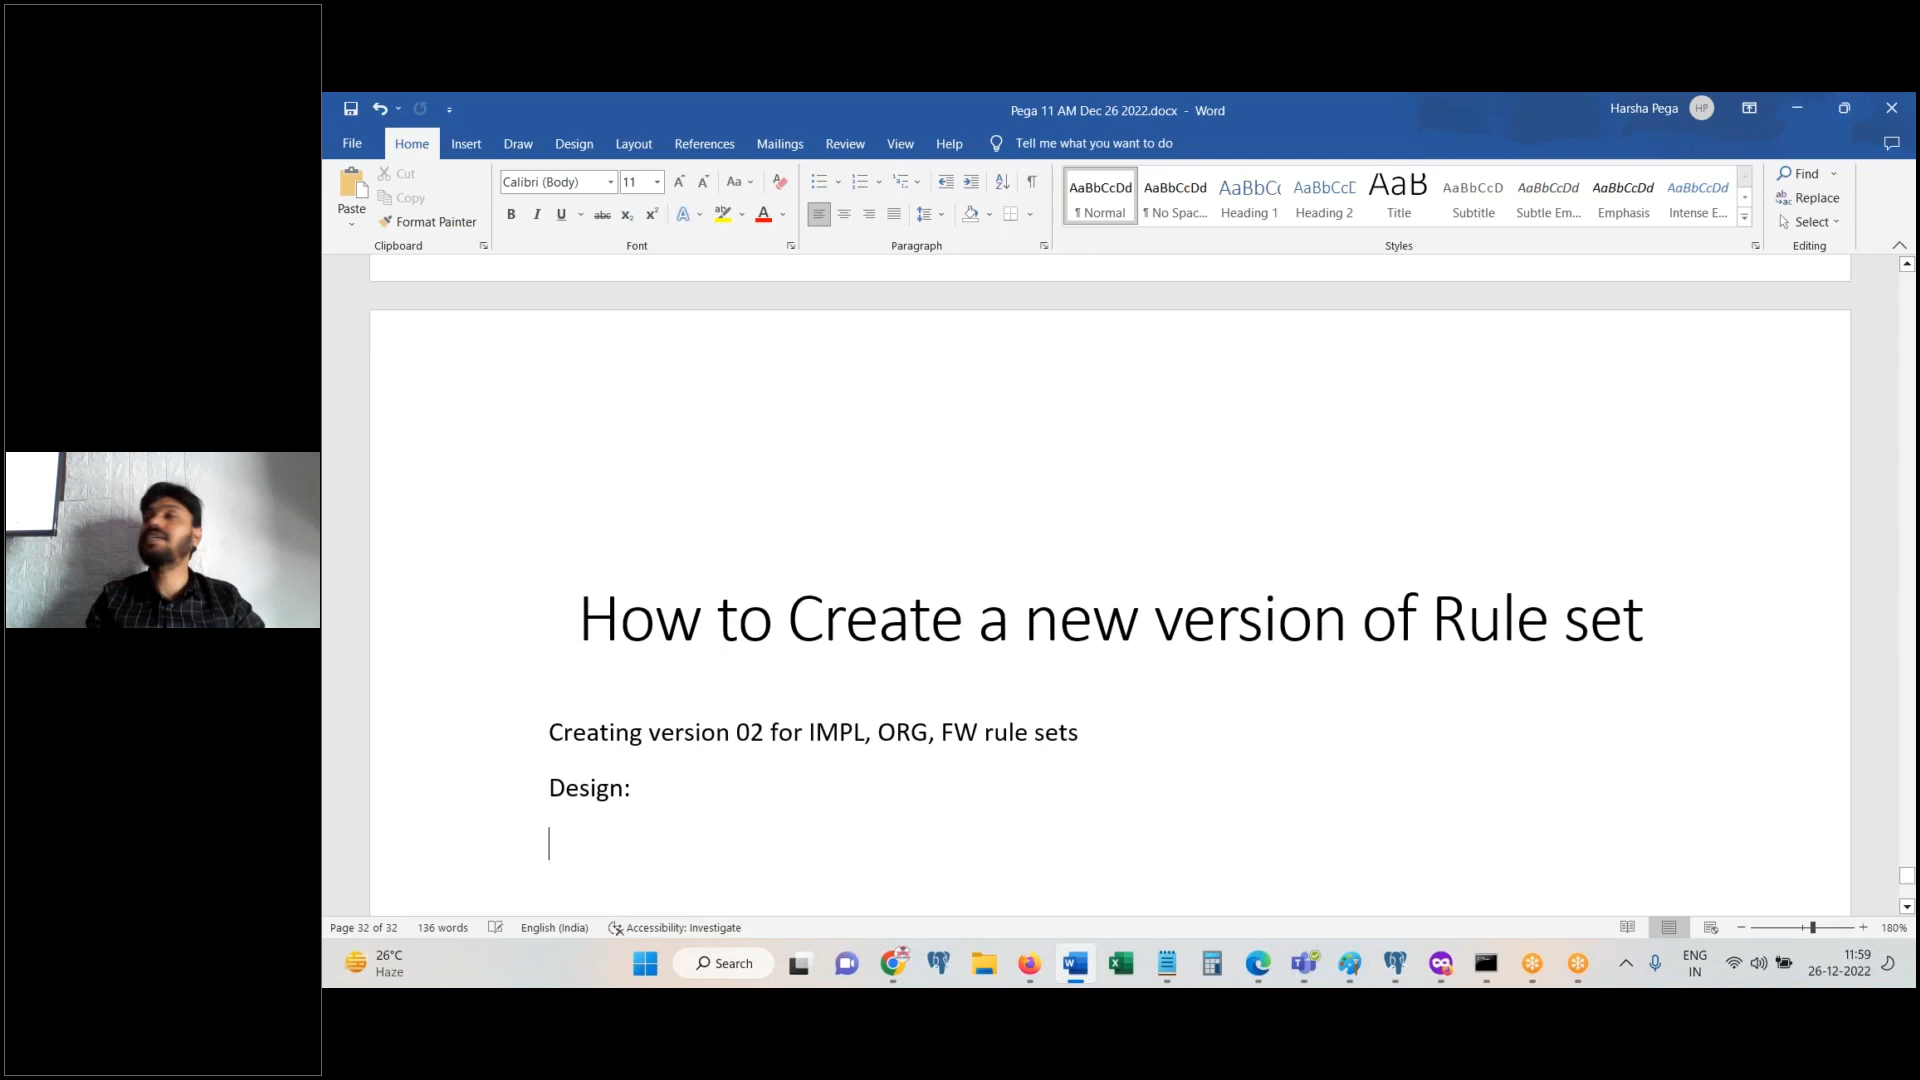 Pega 11 AM Dec 26 2022.docx - Word
Harsha Pega HP
File Home Insert Draw Design Layout References Mailings Review View Help Tell me what you want to do
Paste
Cut
Copy
Format Painter
Clipboard
Calibri (Body) 11
Font
Paragraph
AaBbCcDd AaBbCcDd AaBbCc AaBbCcD AaB AaBbCcD AaBbCcDd AaBbCcDd AaBbCcDd
¶ Normal ¶ No Spac... Heading 1 Heading 2 Title Subtitle Subtle Em... Emphasis Intense E...
Styles
Find
Replace
Select
Editing
How to Create a new version of Rule set
Creating version 02 for IMPL, ORG, FW rule sets
Design:
Page 32 of 32 136 words English (India) Accessibility: Investigate 180%
26°C
Haze
Search
ENG
IN
11:59
26-12-2022